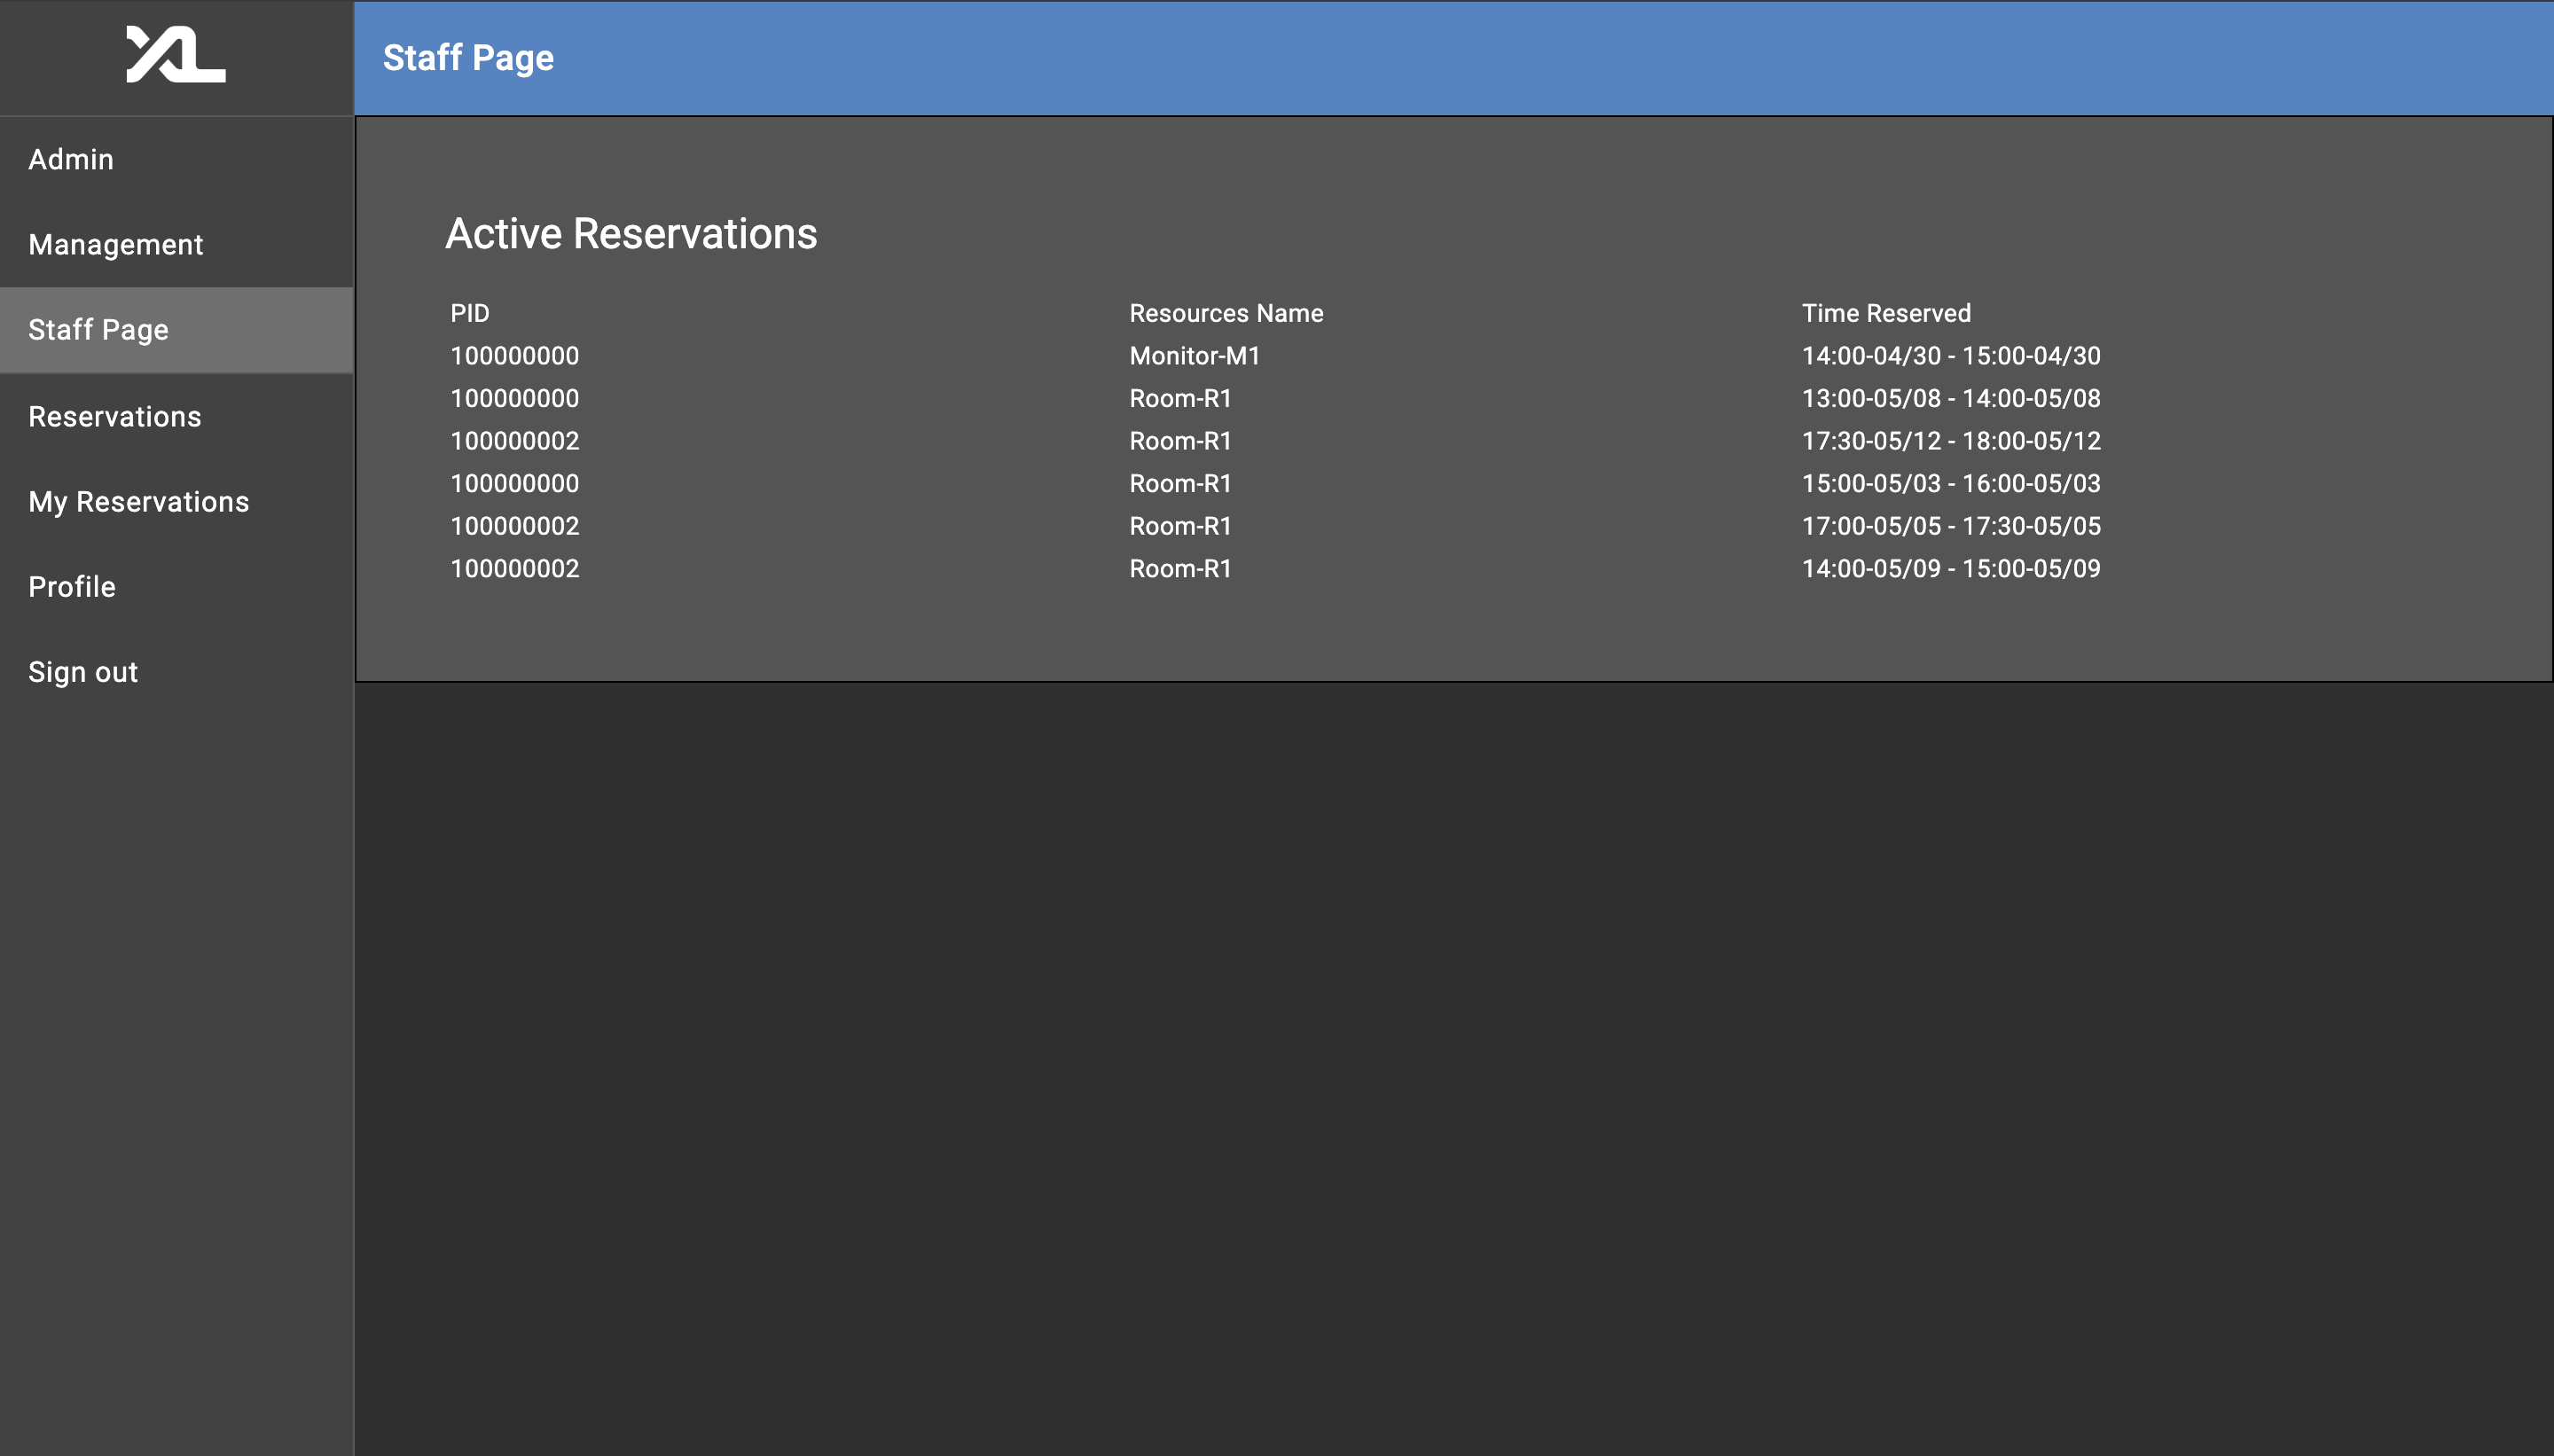 XL
Staff Page
Admin
Management
Staff Page
Reservations
My Reservations
Profile
Sign out
Active Reservations
PID Resources Name Time Reserved
100000000 Monitor-M1 14:00-04/30 - 15:00-04/30
100000000 Room-R1 13:00-05/08 - 14:00-05/08
100000002 Room-R1 17:30-05/12 - 18:00-05/12
100000000 Room-R1 15:00-05/03 - 16:00-05/03
100000002 Room-R1 17:00-05/05 - 17:30-05/05
100000002 Room-R1 14:00-05/09 - 15:00-05/09